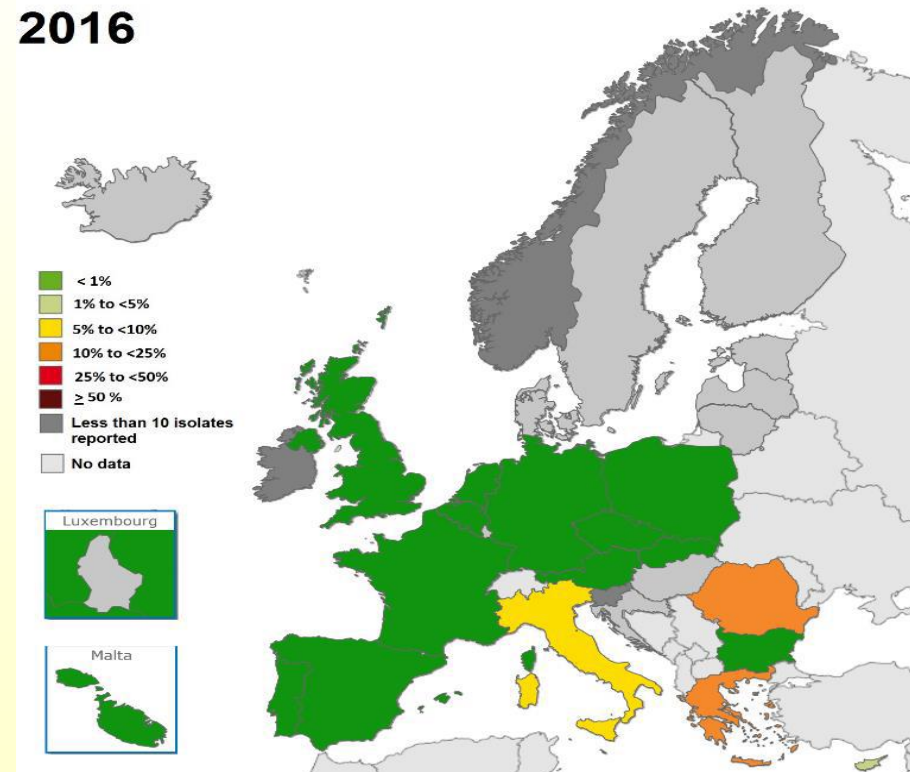 2016
< 1%
1% to <5%
5% to <10%
10% to <25%
25% to <50%
≥ 50 %
Less than 10 isolates
reported
No data
Luxembourg
Malta